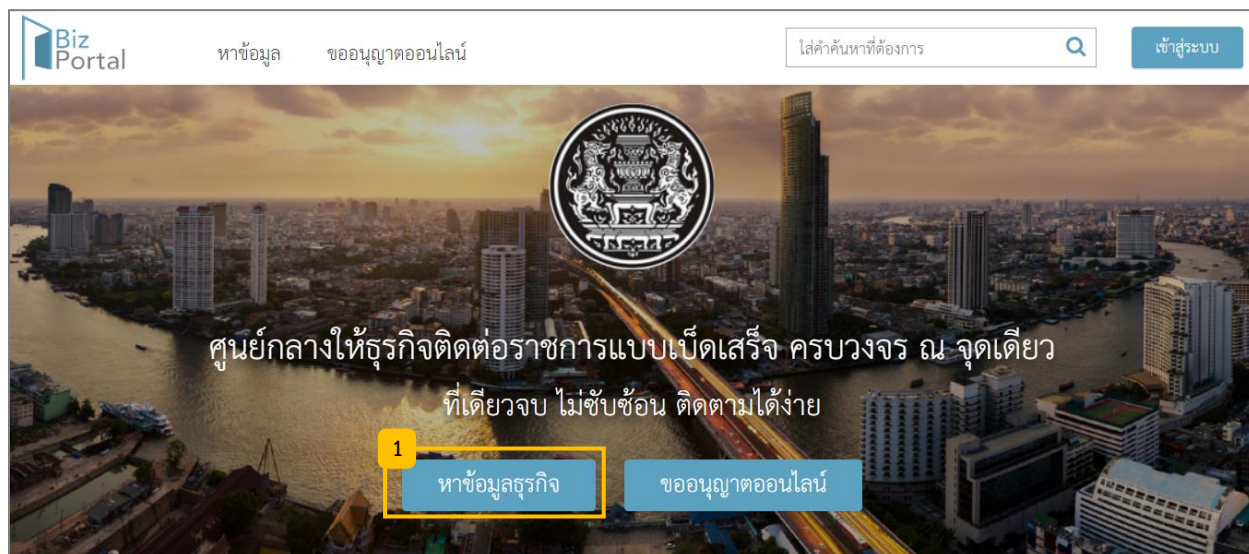 Biz
Portal
หาข้อมูล
ขออนุญาตออนไลน์
ใส่คำค้นหาที่ต้องการ
เข้าสู่ระบบ
ศูนย์กลางให้ธุรกิจติดต่อราชการแบบเบ็ดเสร็จ ครบวงจร ณ จุดเดียว
ที่เดียวจบ ไม่ซับซ้อน ติดตามได้ง่าย
1
หาข้อมูลธุรกิจ
ขออนุญาตออนไลน์